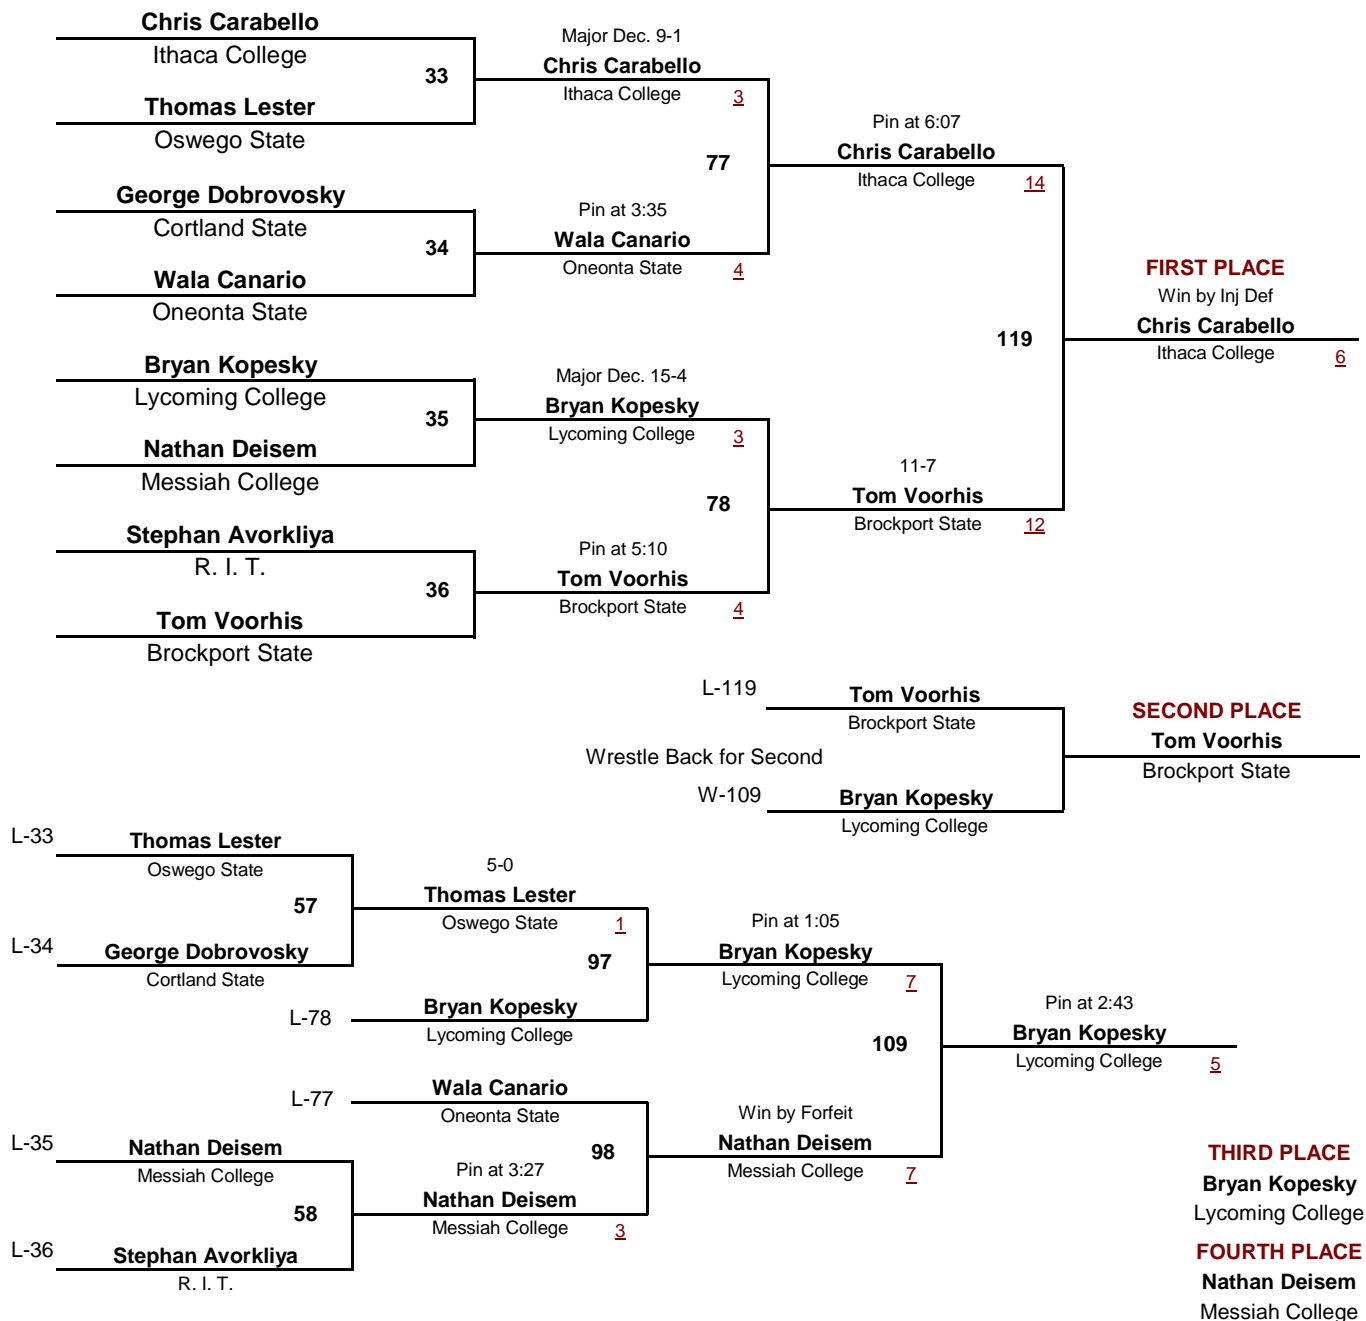 Chris Carabello
Ithaca College
33
Thomas Lester
Oswego State
George Dobrovosky
Cortland State
34
Wala Canario
Oneonta State
Bryan Kopesky
Lycoming College
35
Nathan Deisem
Messiah College
Stephan Avorkliya
R. I. T.
36
Tom Voorhis
Brockport State
Major Dec. 9-1
Chris Carabello
Ithaca College 3
77
Pin at 3:35
Wala Canario
Oneonta State 4
Major Dec. 15-4
Bryan Kopesky
Lycoming College 3
78
Pin at 5:10
Tom Voorhis
Brockport State 4
Pin at 6:07
Chris Carabello
Ithaca College 14
119
11-7
Tom Voorhis
Brockport State 12
FIRST PLACE
Win by Inj Def
Chris Carabello
Ithaca College 6
L-119 Tom Voorhis
Brockport State
Wrestle Back for Second
W-109 Bryan Kopesky
Lycoming College
SECOND PLACE
Tom Voorhis
Brockport State
L-33 Thomas Lester
Oswego State
57
L-34 George Dobrovosky
Cortland State
5-0
Thomas Lester
Oswego State 1
97
L-78 Bryan Kopesky
Lycoming College
L-77 Wala Canario
Oneonta State
98
L-35 Nathan Deisem
Messiah College
58
L-36 Stephan Avorkliya
R. I. T.
Pin at 3:27
Nathan Deisem
Messiah College 3
Pin at 1:05
Bryan Kopesky
Lycoming College 7
109
Win by Forfeit
Nathan Deisem
Messiah College 7
Pin at 2:43
Bryan Kopesky
Lycoming College 5
THIRD PLACE
Bryan Kopesky
Lycoming College
FOURTH PLACE
Nathan Deisem
Messiah College